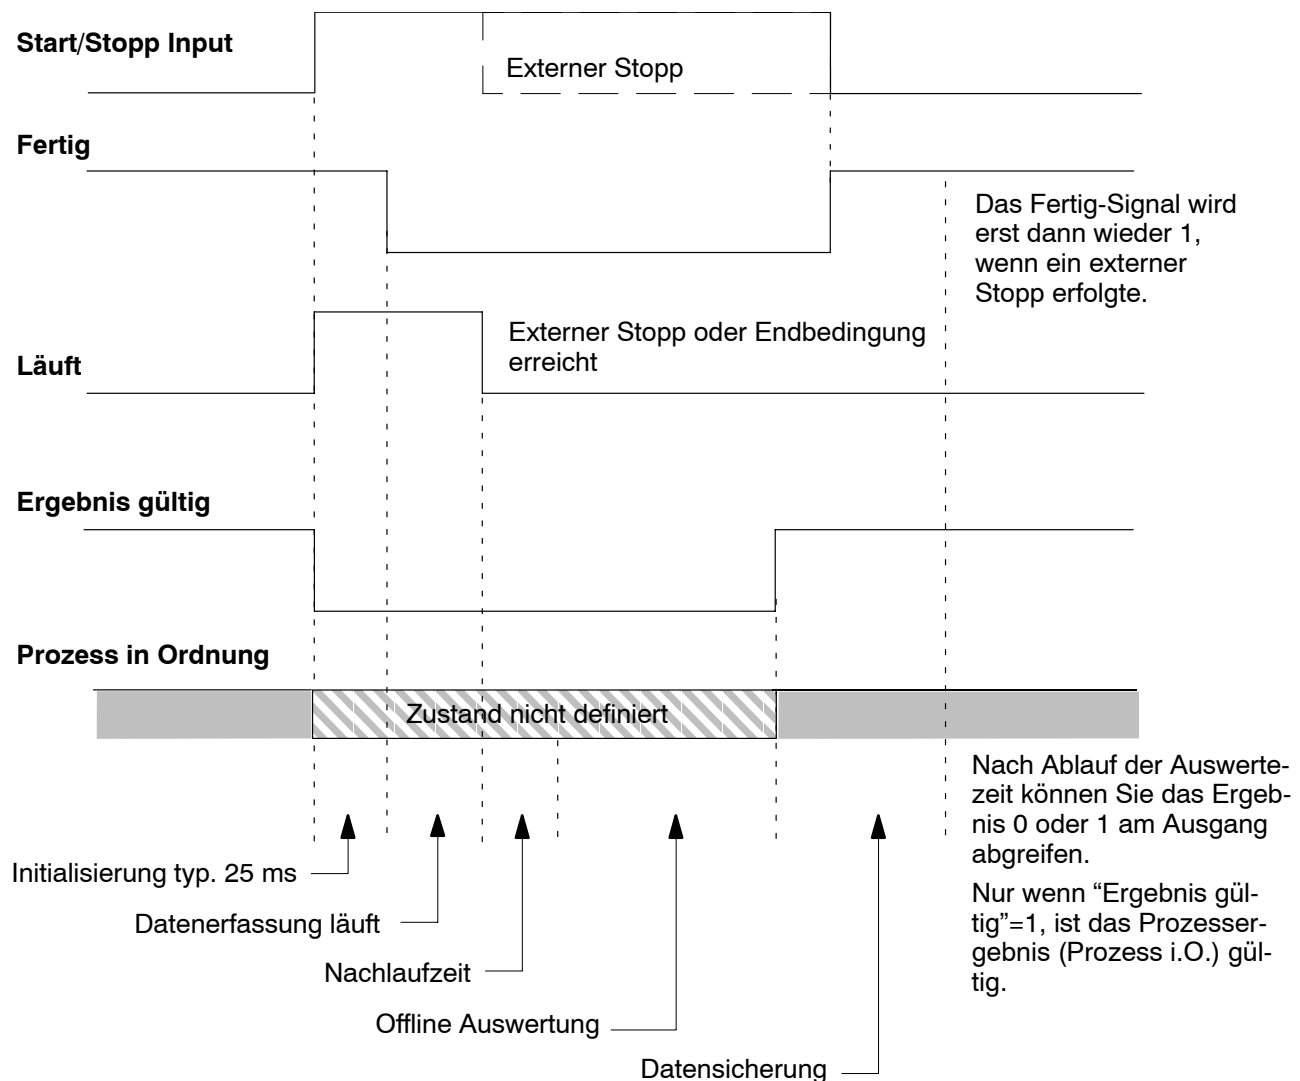 Start/Stopp Input
Externer Stopp
Fertig
Das Fertig-Signal wird
erst dann wieder 1,
wenn ein externer
Stopp erfolgte.
Externer Stopp oder Endbedingung
erreicht
Läuft
Ergebnis gültig
Prozess in Ordnung
Zustand nicht definiert
Nach Ablauf der Auswerte-
zeit können Sie das Ergeb-
nis 0 oder 1 am Ausgang
abgreifen.
Nur wenn “Ergebnis gül-
tig”=1, ist das Prozesser-
gebnis (Prozess i.O.) gül-
tig.
Initialisierung typ. 25 ms
Datenerfassung läuft
Nachlaufzeit
Offline Auswertung
Datensicherung